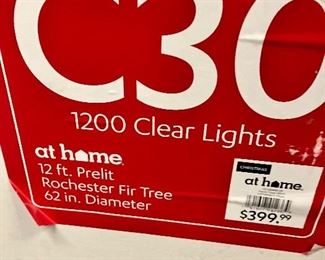 C30
1200 Clear Lights
at home
12 ft. Prelit
Rochester Fir Tree
62 in. Diameter
CHRISTMAS
at home
$399.99